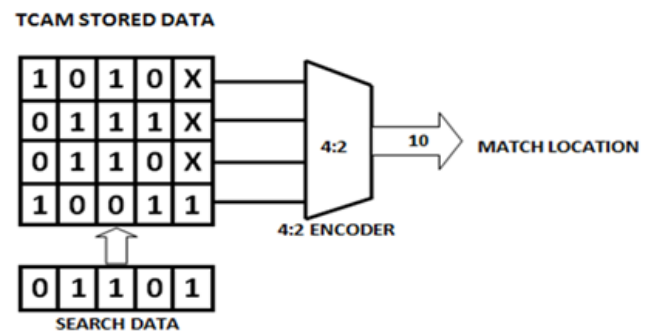 TCAM STORED DATA
1 0 1 0 X
0 1 1 1 X
0 1 1 0 X
1 0 0 1 1
4:2
10
MATCH LOCATION
4:2 ENCODER
0 1 1 0 1
SEARCH DATA